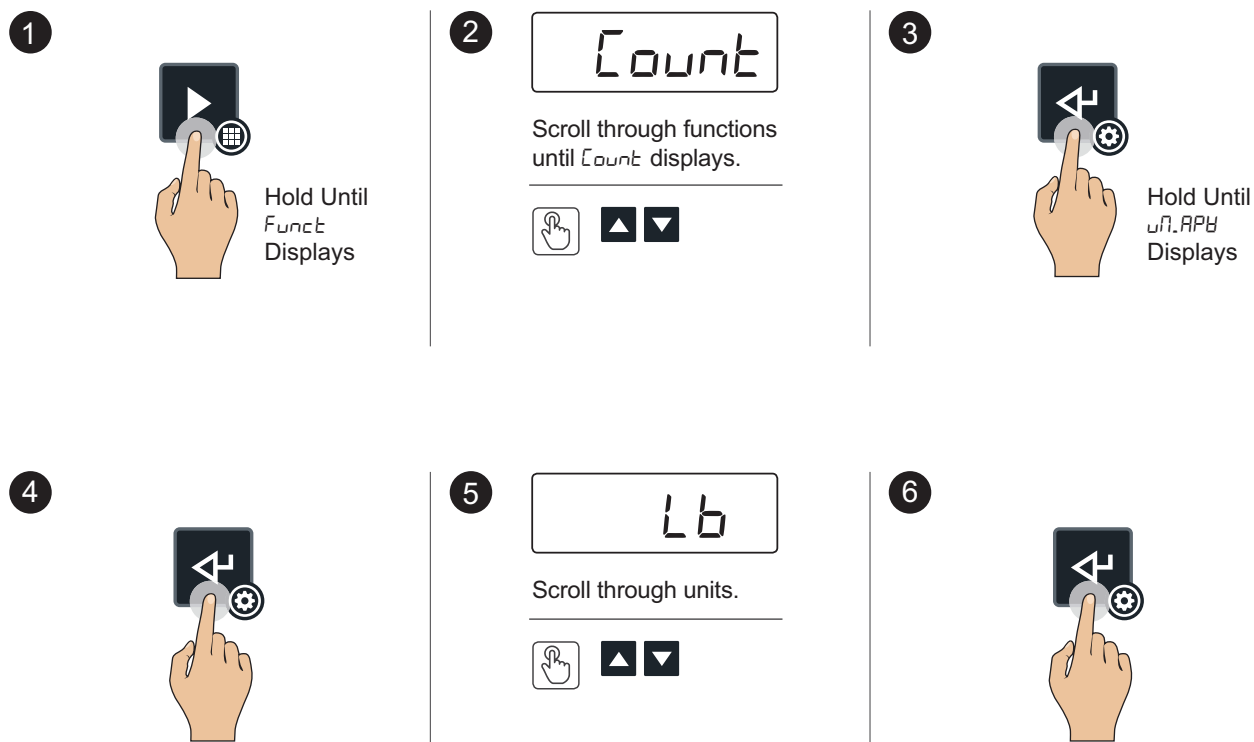 1
Hold Until
Funct
Displays
2
Count
Scroll through functions
until Count displays.
3
Hold Until
uM.APW
Displays
4
5
Lb
Scroll through units.
6